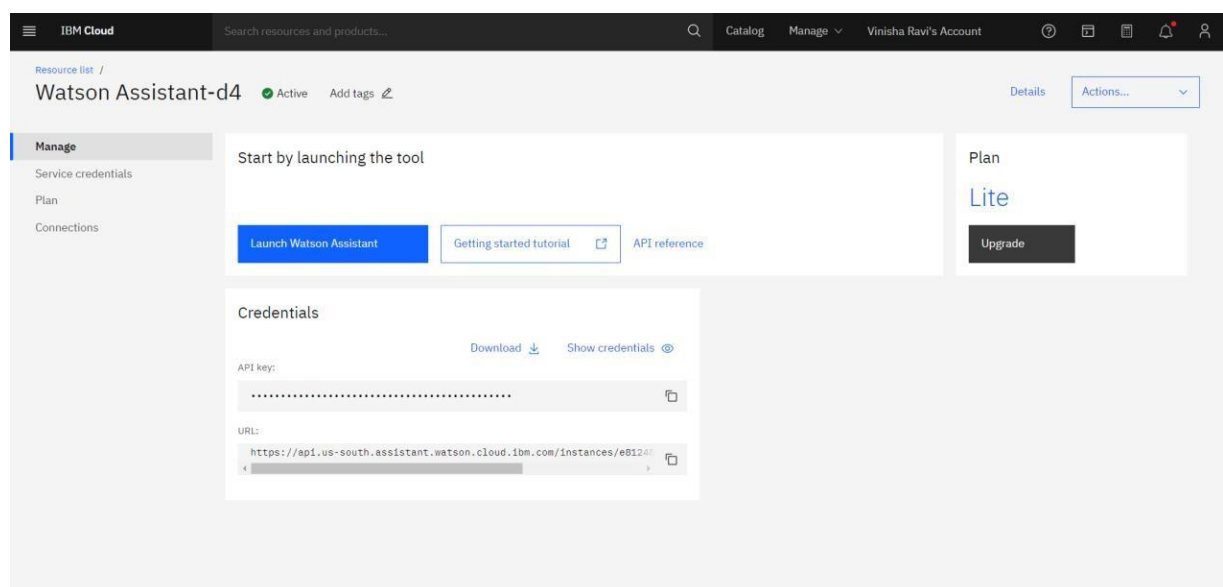 IBM Cloud
Search resources and products...
Catalog
Manage
Vinisha Ravi's Account
Resource list /
Watson Assistant-d4
Active
Add tags
Details
Actions...
Manage
Service credentials
Plan
Connections
Start by launching the tool
Launch Watson Assistant
Getting started tutorial
API reference
Plan
Lite
Upgrade
Credentials
Download
Show credentials
API key:
............................................
URL:
https://api.us-south.assistant.watson.cloud.ibm.com/instances/e8124